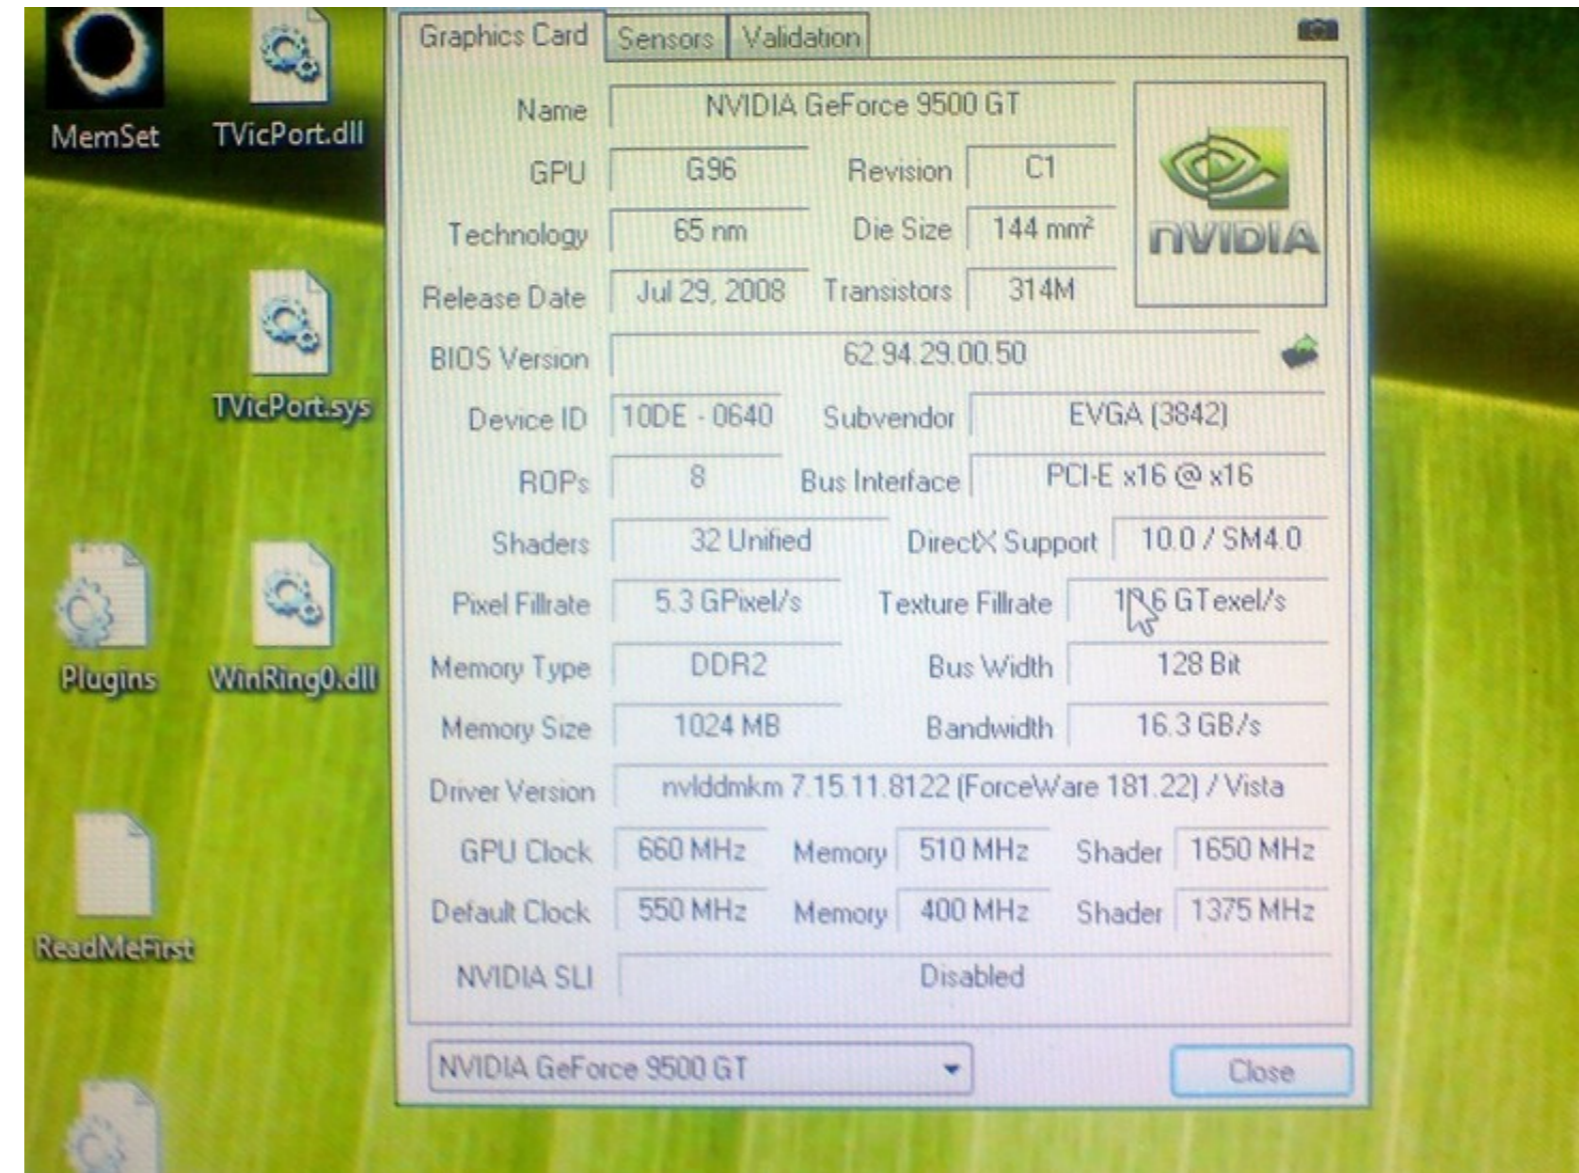 MemSet
TVicPort.dll
TVicPort.sys
Plugins
WinRing0.dll
ReadMeFirst
Graphics Card Sensors Validation
Name NVIDIA GeForce 9500 GT
GPU G96 Revision C1
Technology 65 nm Die Size 144 mm²
NVIDIA
Release Date Jul 29, 2008 Transistors 314M
BIOS Version 62.94.29.00.50
Device ID 10DE - 0640 Subvendor EVGA (3842)
ROPs 8 Bus Interface PCI-E x16 @ x16
Shaders 32 Unified DirectX Support 10.0 / SM4.0
Pixel Fillrate 5.3 GPixel/s Texture Fillrate GTexel/s
Memory Type DDR2 Bus Width 128 Bit
Memory Size 1024 MB Bandwidth 16.3 GB/s
Driver Version nvlddmkm 7.15.11.8122 (ForceWare 181.22) / Vista
GPU Clock 660 MHz Memory 510 MHz Shader 1650 MHz
Default Clock 550 MHz Memory 400 MHz Shader 1375 MHz
NVIDIA SLI Disabled
NVIDIA GeForce 9500 GT Close